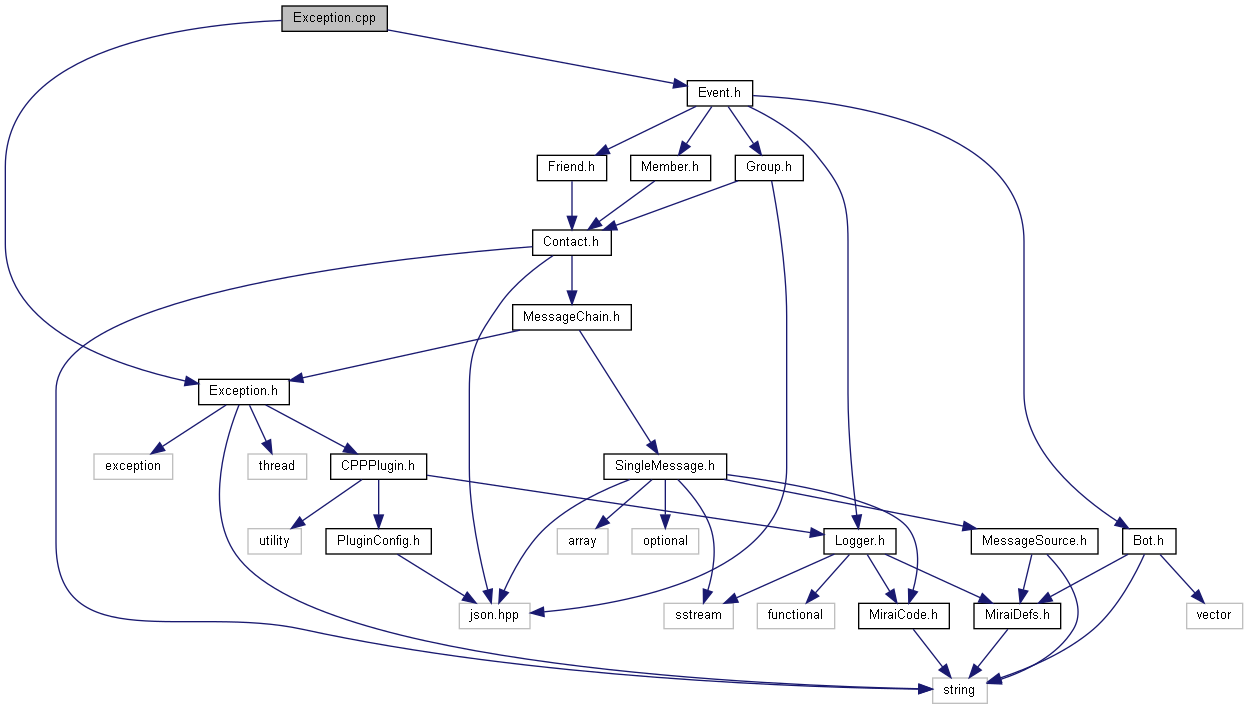 Exception.cpp
Event.h
Friend.h
Member.h
Group.h
Contact.h
MessageChain.h
Exception.h
exception
thread
CPPPlugin.h
SingleMessage.h
utility
PluginConfig.h
array
optional
Logger.h
MessageSource.h
Bot.h
json.hpp
sstream
functional
MiraiCode.h
MiraiDefs.h
vector
string